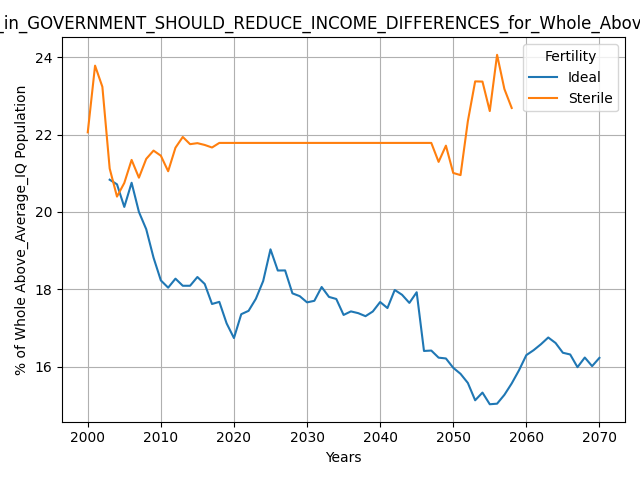 _in_GOVERNMENT_SHOULD_REDUCE_INCOME_DIFFERENCES_for_Whole_Abov
Fertility
Ideal
Sterile
% of Whole Above_Average_IQ Population
24
22
20
18
16
2000 2010 2020 2030 2040 2050 2060 2070
Years